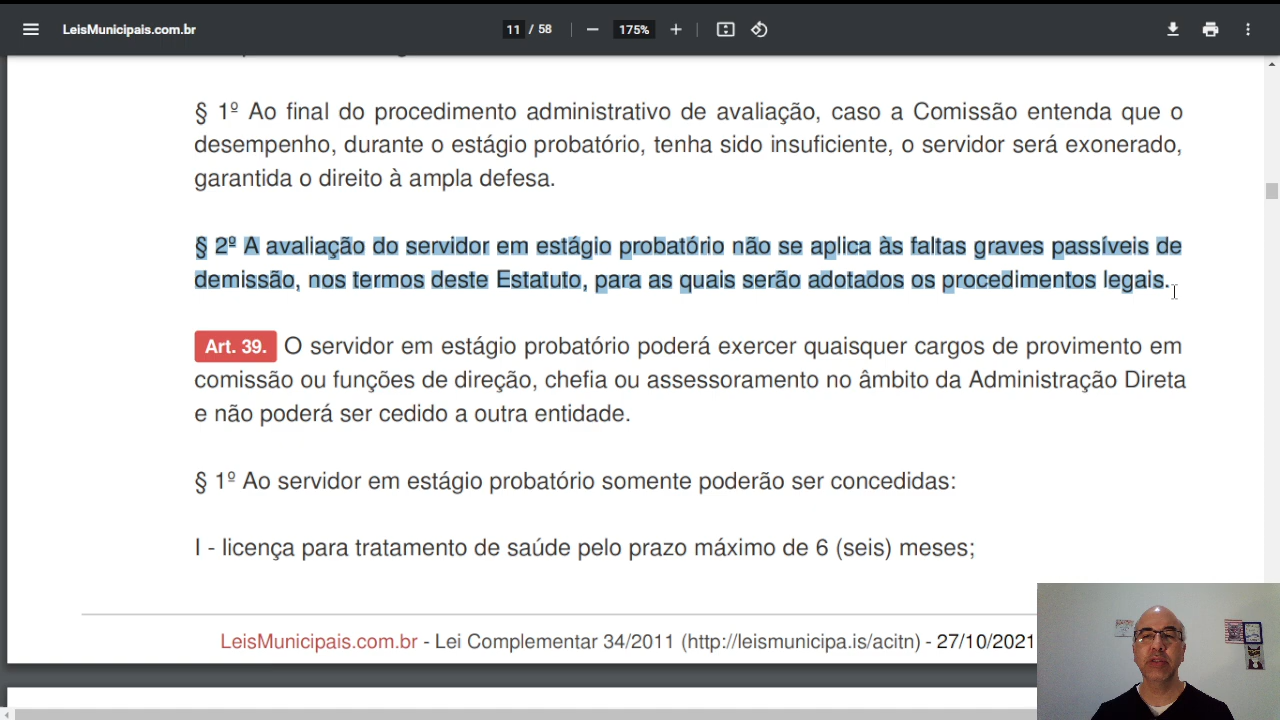 LeisMunicipais.com.br
11 / 58
175%
§ 1º Ao final do procedimento administrativo de avaliação, caso a Comissão entenda que o
desempenho, durante o estágio probatório, tenha sido insuficiente, o servidor será exonerado,
garantida o direito à ampla defesa.
§ 2º A avaliação do servidor em estágio probatório não se aplica às faltas graves passíveis de
demissão, nos termos deste Estatuto, para as quais serão adotados os procedimentos legais.
Art. 39. O servidor em estágio probatório poderá exercer quaisquer cargos de provimento em
comissão ou funções de direção, chefia ou assessoramento no âmbito da Administração Direta
e não poderá ser cedido a outra entidade.
§ 1º Ao servidor em estágio probatório somente poderão ser concedidas:
I - licença para tratamento de saúde pelo prazo máximo de 6 (seis) meses;
LeisMunicipais.com.br - Lei Complementar 34/2011 (http://leismunicipa.is/acitn) - 27/10/2021